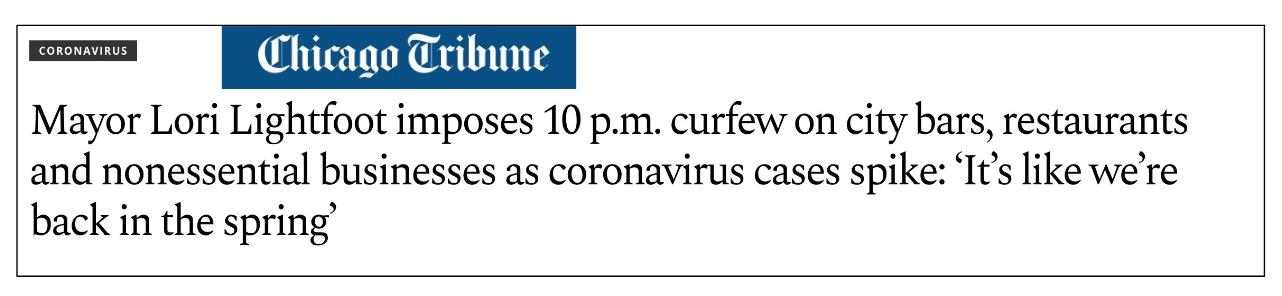 CORONAVIRUS
Chicago Tribune
Mayor Lori Lightfoot imposes 10 p.m. curfew on city bars, restaurants
and nonessential businesses as coronavirus cases spike: ‘It’s like we’re
back in the spring’